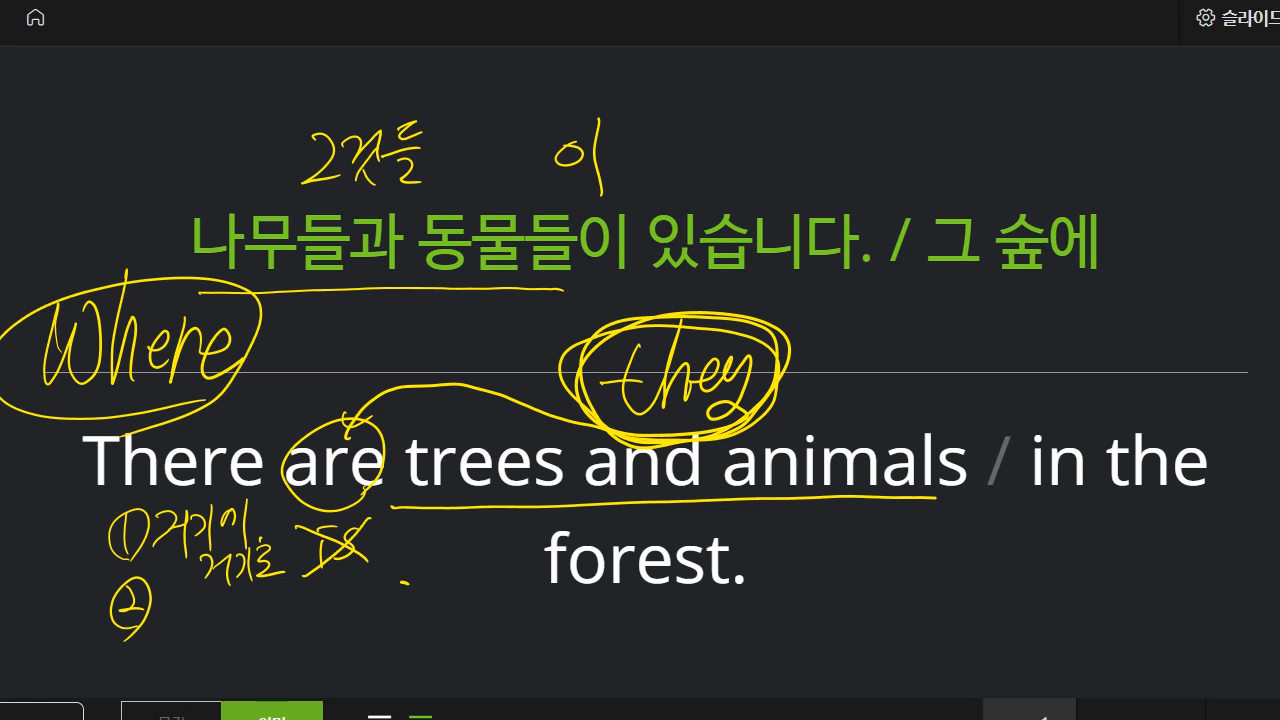 슬라이드
그것들 이
나무들과 동물들이 있습니다. / 그 숲에
Where
they
There are trees and animals / in the
① 거기에 is
거기로
forest.
②